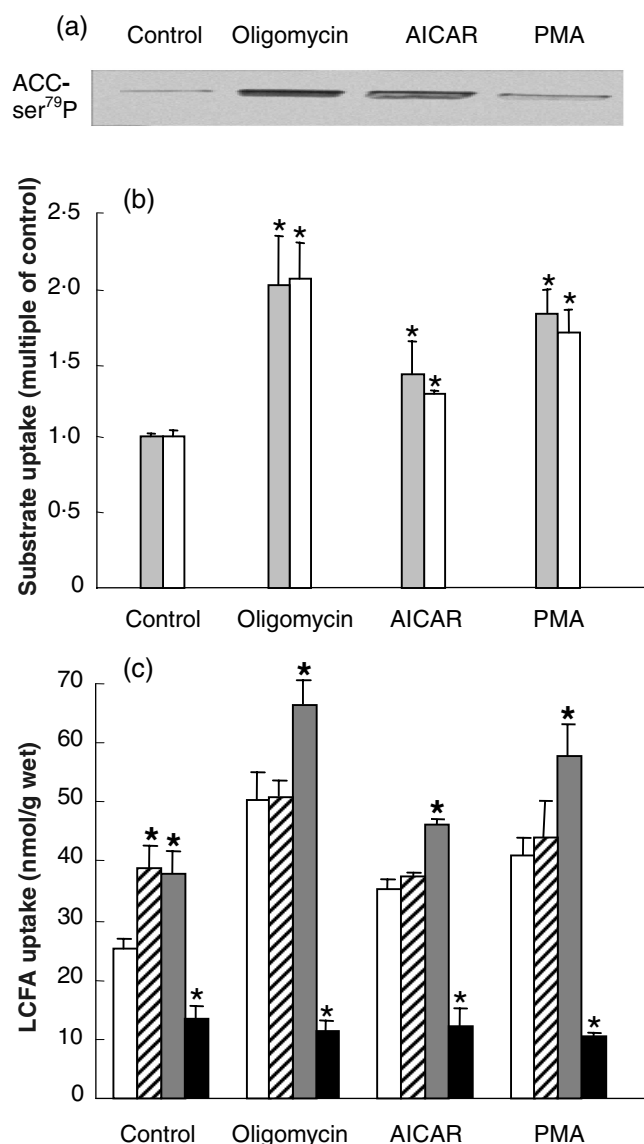 (a)
Control Oligomycin AICAR PMA
ACC-
ser⁷⁹P
(b)
Substrate uptake (multiple of control)
2·5
2·0
1·5
1·0
0·5
0
* * * * * *
Control Oligomycin AICAR PMA
(c)
LCFA uptake (nmol/g wet)
70
60
50
40
30
20
10
0
* * * * * * * * *
Control Oligomycin AICAR PMA